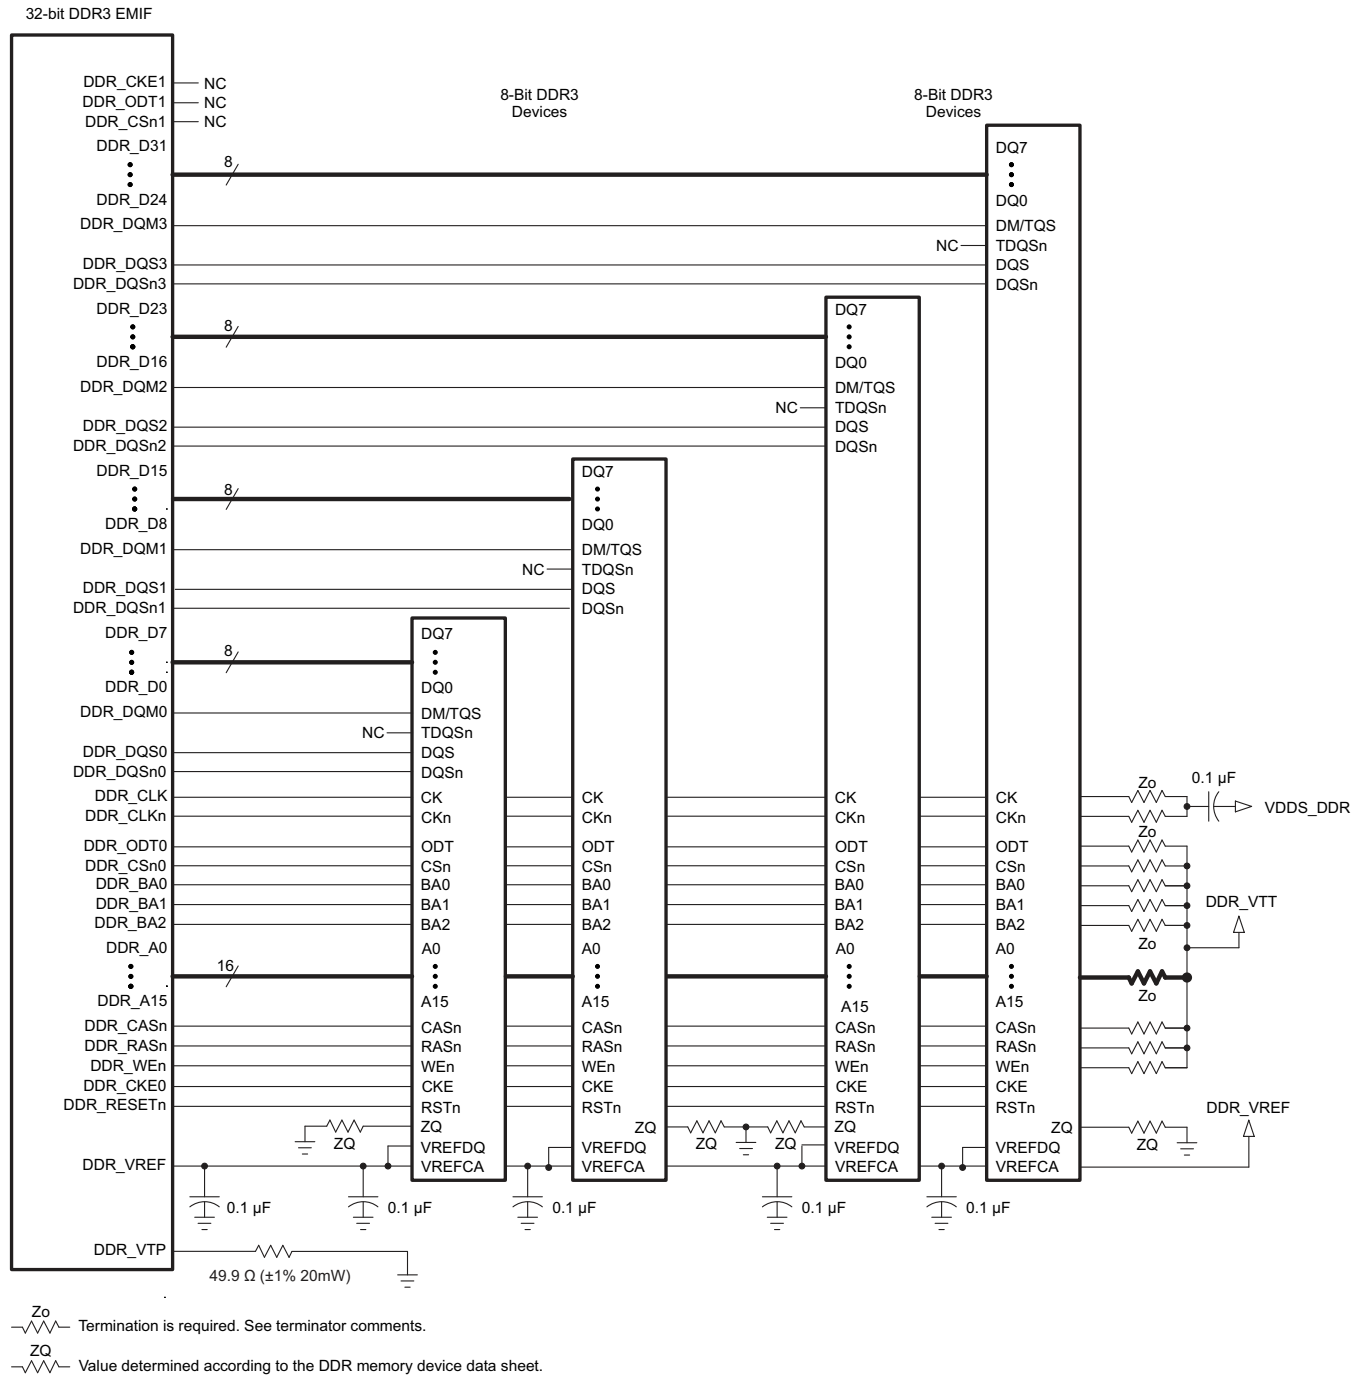 32-bit DDR3 EMIF
DDR_CKE1 NC
DDR_ODT1 NC
DDR_CSn1 NC
8-Bit DDR3
Devices
8-Bit DDR3
Devices
DDR_D31 DQ7
8
DDR_D24 DQ0
DDR_DQM3 DM/TQS
NC TDQSn
DDR_DQS3 DQS
DDR_DQSn3 DQSn
DDR_D23 DQ7
8
DDR_D16 DQ0
DDR_DQM2 DM/TQS
NC TDQSn
DDR_DQS2 DQS
DDR_DQSn2 DQSn
DDR_D15 DQ7
8
DDR_D8 DQ0
DDR_DQM1 DM/TQS
NC TDQSn
DDR_DQS1 DQS
DDR_DQSn1 DQSn
DDR_D7 DQ7
8
DDR_D0 DQ0
DDR_DQM0 DM/TQS
NC TDQSn
DDR_DQS0 DQS
DDR_DQSn0 DQSn
Zo 0.1 µF
DDR_CLK CK CK CK CK
VDDS_DDR
DDR_CLKn CKn CKn CKn CKn
Zo
DDR_ODT0 ODT ODT ODT ODT
DDR_CSn0 CSn CSn CSn CSn
DDR_BA0 BA0 BA0 BA0 BA0
DDR_BA1 BA1 BA1 BA1 BA1 DDR_VTT
DDR_BA2 BA2 BA2 BA2 BA2
Zo
DDR_A0 A0 A0 A0 A0
16
Zo
DDR_A15 A15 A15 A15 A15
DDR_CASn CASn CASn CASn CASn
DDR_RASn RASn RASn RASn RASn
DDR_WEn WEn WEn WEn WEn
DDR_CKE0 CKE CKE CKE CKE
DDR_RESETn RSTn RSTn RSTn RSTn DDR_VREF
ZQ ZQ ZQ ZQ
ZQ ZQ ZQ ZQ
VREFDQ VREFDQ VREFDQ VREFDQ
DDR_VREF VREFCA VREFCA VREFCA VREFCA
0.1 µF 0.1 µF 0.1 µF 0.1 µF 0.1 µF
DDR_VTP
49.9 Ω (±1% 20mW)
Zo
Termination is required. See terminator comments.
ZQ
Value determined according to the DDR memory device data sheet.